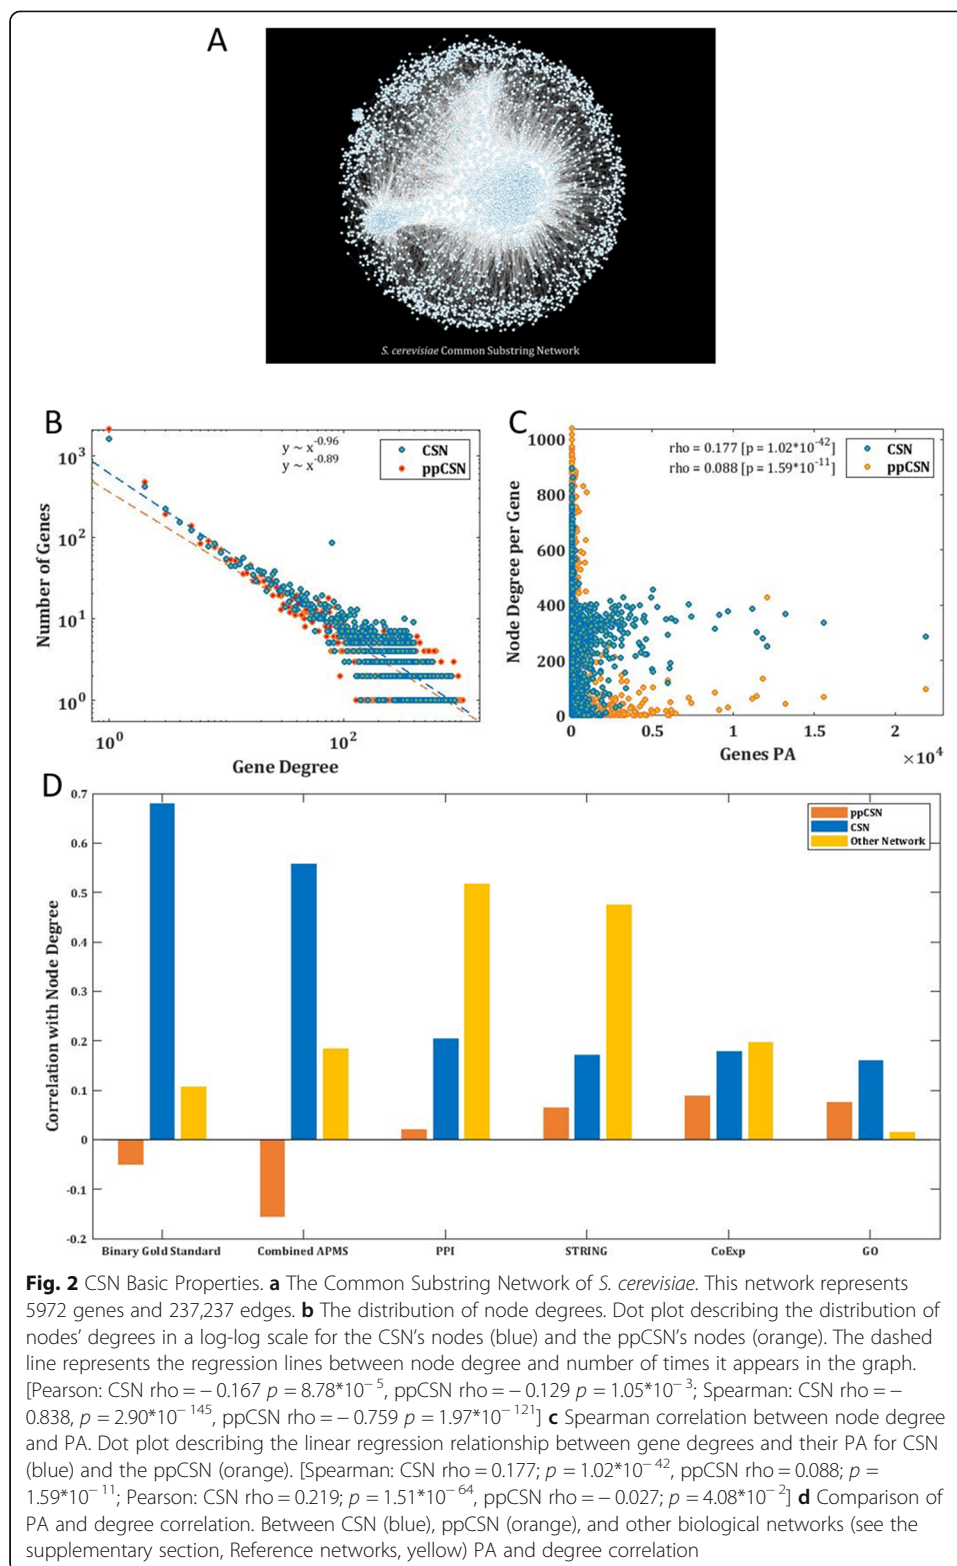 A
S. cerevisiae Common Substring Network
B
y ~ x^-0.96
y ~ x^-0.89
CSN
ppCSN
10^3
10^2
10^1
10^0
Number of Genes
10^0
10^2
Gene Degree
C
rho = 0.177 [p = 1.02*10^-42]
rho = 0.088 [p = 1.59*10^-11]
CSN
ppCSN
1000
800
600
400
200
0
Node Degree per Gene
0
0.5
1
1.5
2
× 10^4
Genes PA
D
0.7
0.6
0.5
0.4
0.3
0.2
0.1
0
-0.1
-0.2
Correlation with Node Degree
ppCSN
CSN
Other Network
Binary Gold Standard
Combined APMS
PPI
STRING
CoExp
GO
Fig. 2 CSN Basic Properties. a The Common Substring Network of S. cerevisiae. This network represents
5972 genes and 237,237 edges. b The distribution of node degrees. Dot plot describing the distribution of
nodes’ degrees in a log-log scale for the CSN’s nodes (blue) and the ppCSN’s nodes (orange). The dashed
line represents the regression lines between node degree and number of times it appears in the graph.
[Pearson: CSN rho = − 0.167 p = 8.78*10^− 5, ppCSN rho = − 0.129 p = 1.05*10^− 3; Spearman: CSN rho = −
0.838, p = 2.90*10^− 145, ppCSN rho = − 0.759 p = 1.97*10^− 121] c Spearman correlation between node degree
and PA. Dot plot describing the linear regression relationship between gene degrees and their PA for CSN
(blue) and the ppCSN (orange). [Spearman: CSN rho = 0.177; p = 1.02*10^− 42, ppCSN rho = 0.088; p =
1.59*10^− 11; Pearson: CSN rho = 0.219; p = 1.51*10^− 64, ppCSN rho = − 0.027; p = 4.08*10^− 2] d Comparison of
PA and degree correlation. Between CSN (blue), ppCSN (orange), and other biological networks (see the
supplementary section, Reference networks, yellow) PA and degree correlation